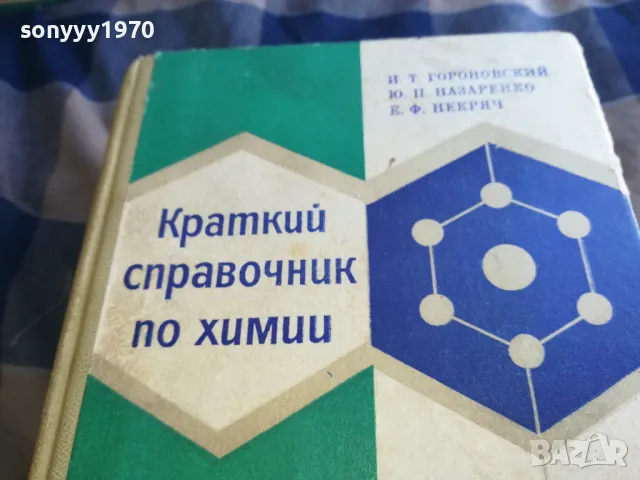 sonyyy1970
И. Т. ГОРОНОВСКИЙ
Ю. П. НАЗАРЕНКО
Е. Ф. НЕКРЯЧ
Краткий
справочник
по химии
BAZAR